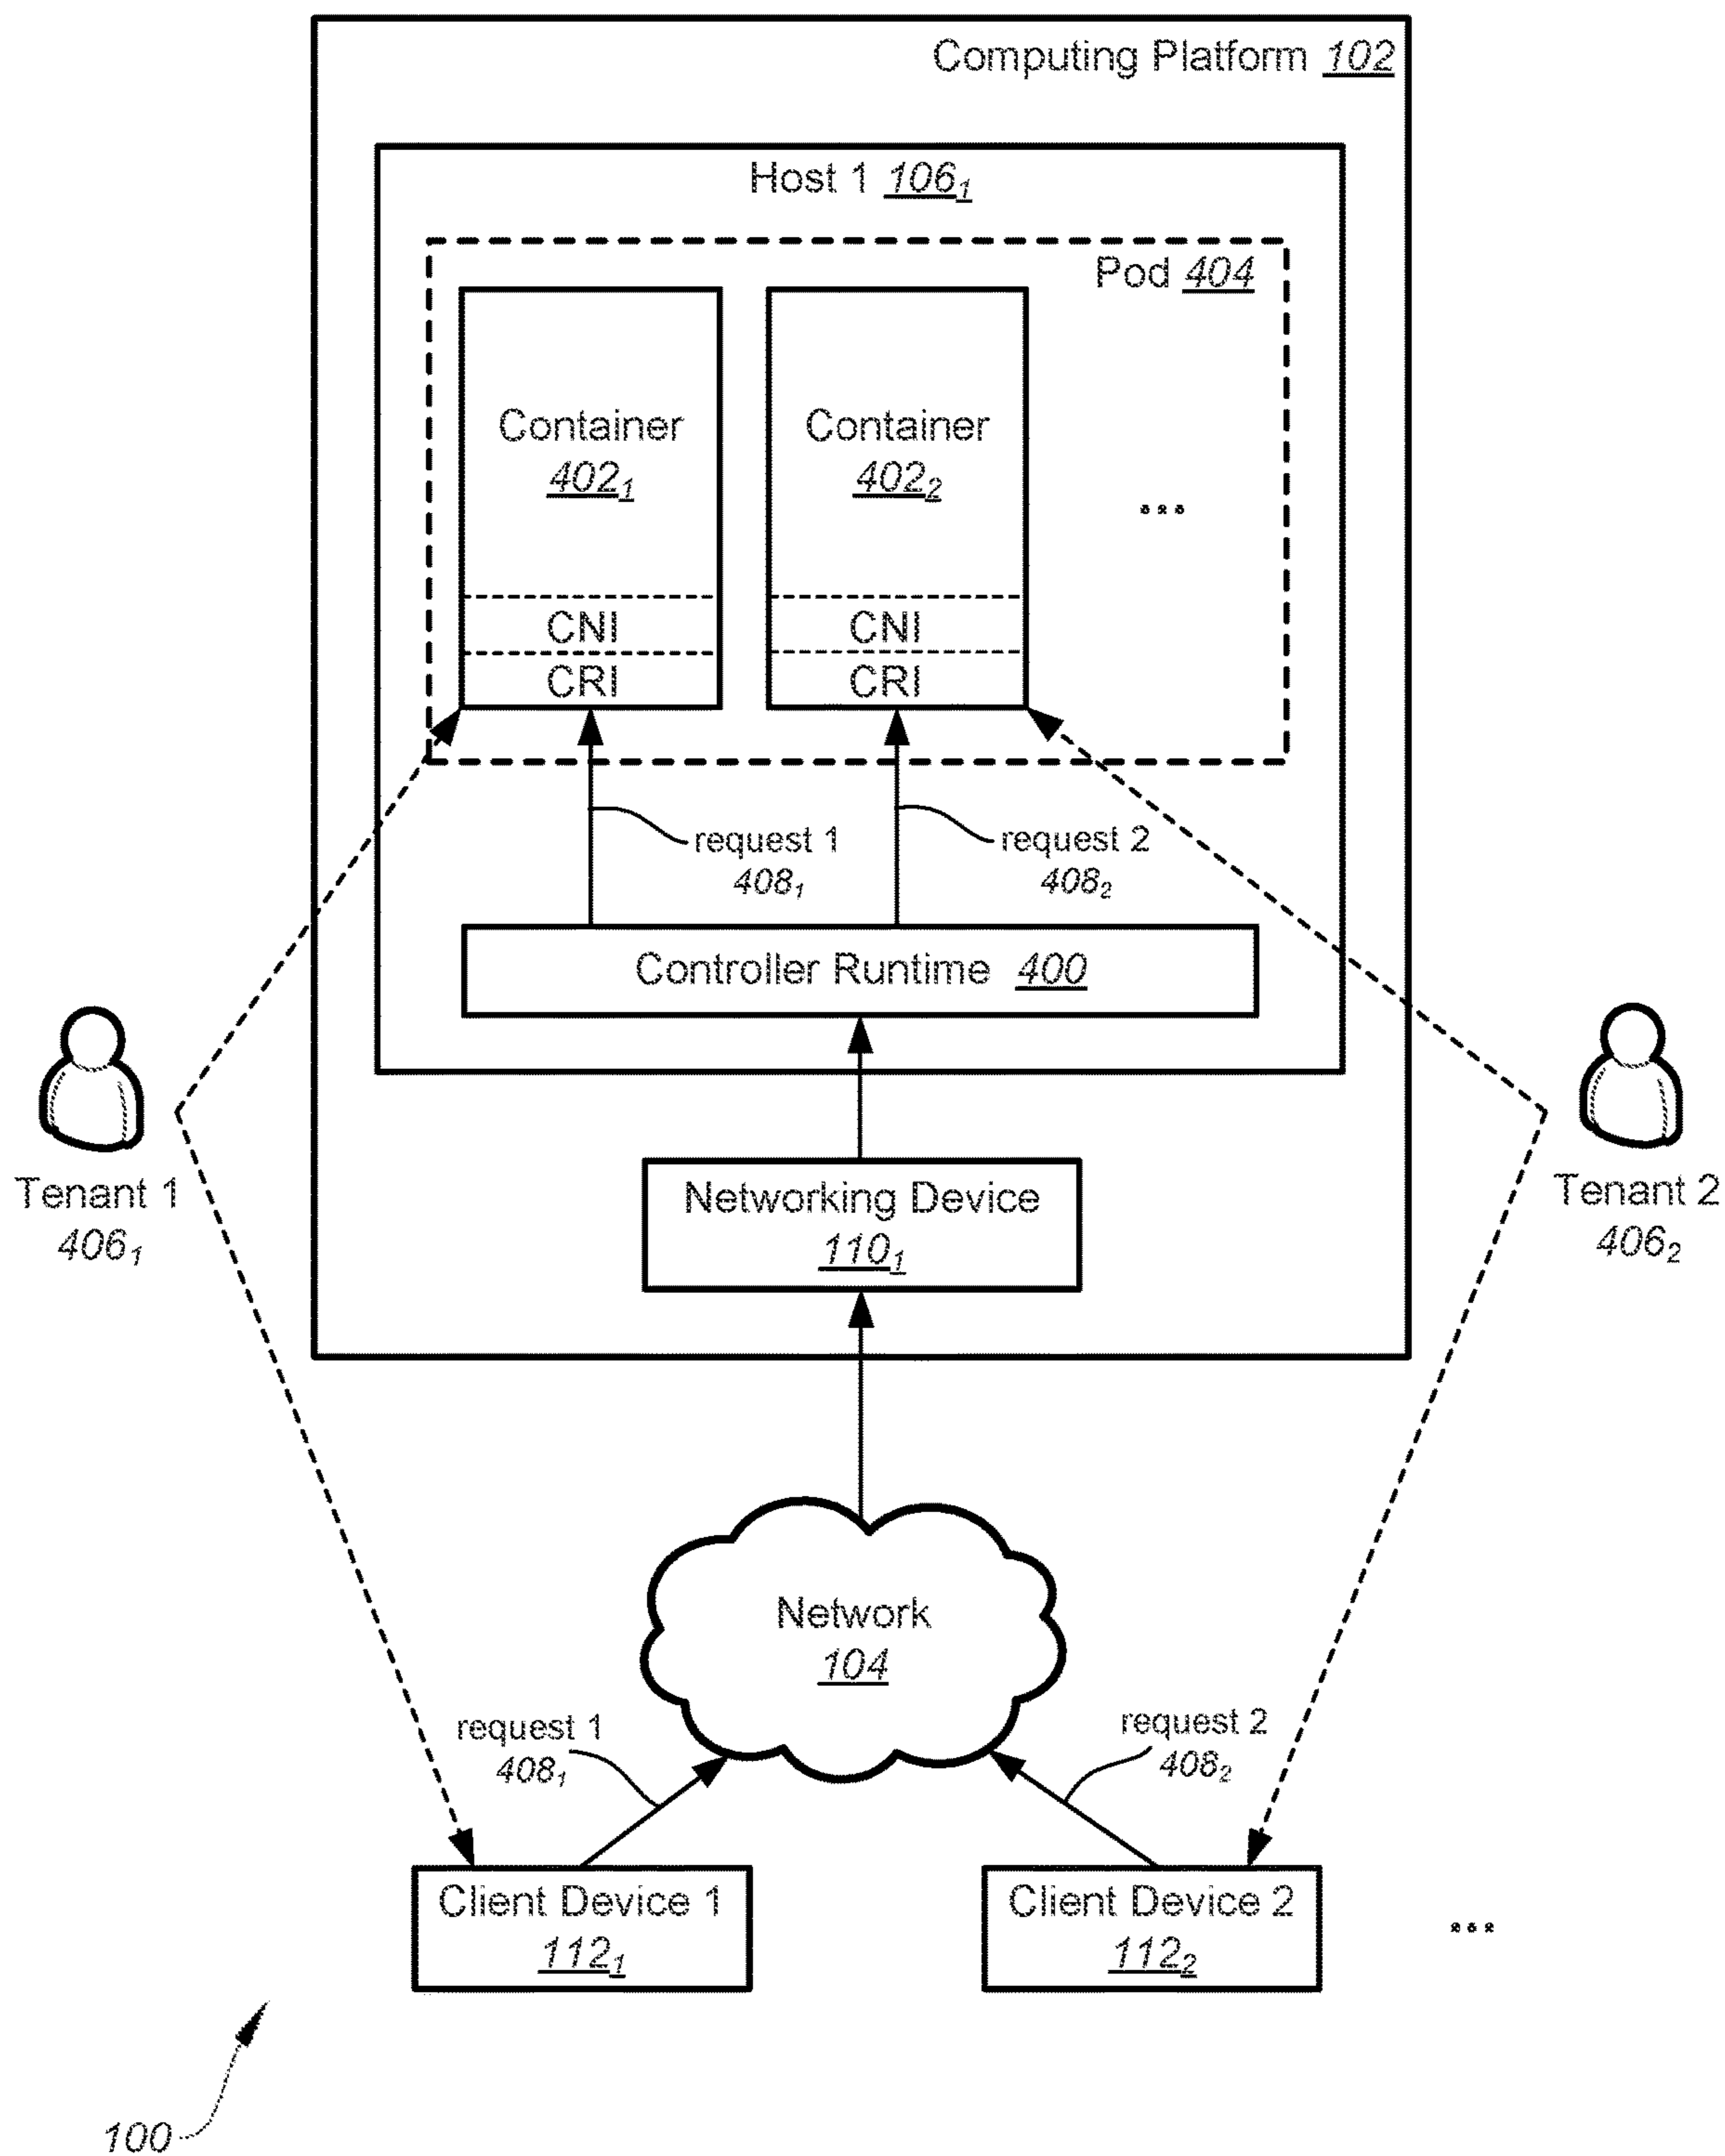 Computing Platform 102
Host 1 106₁
Pod 404
Container
402₁
Container
402₂
...
CNI
CNI
CRI
CRI
request 1
408₁
request 2
408₂
Controller Runtime 400
Tenant 1
406₁
Tenant 2
406₂
Networking Device
110₁
Network
104
request 1
408₁
request 2
408₂
Client Device 1
112₁
Client Device 2
112₂
...
100